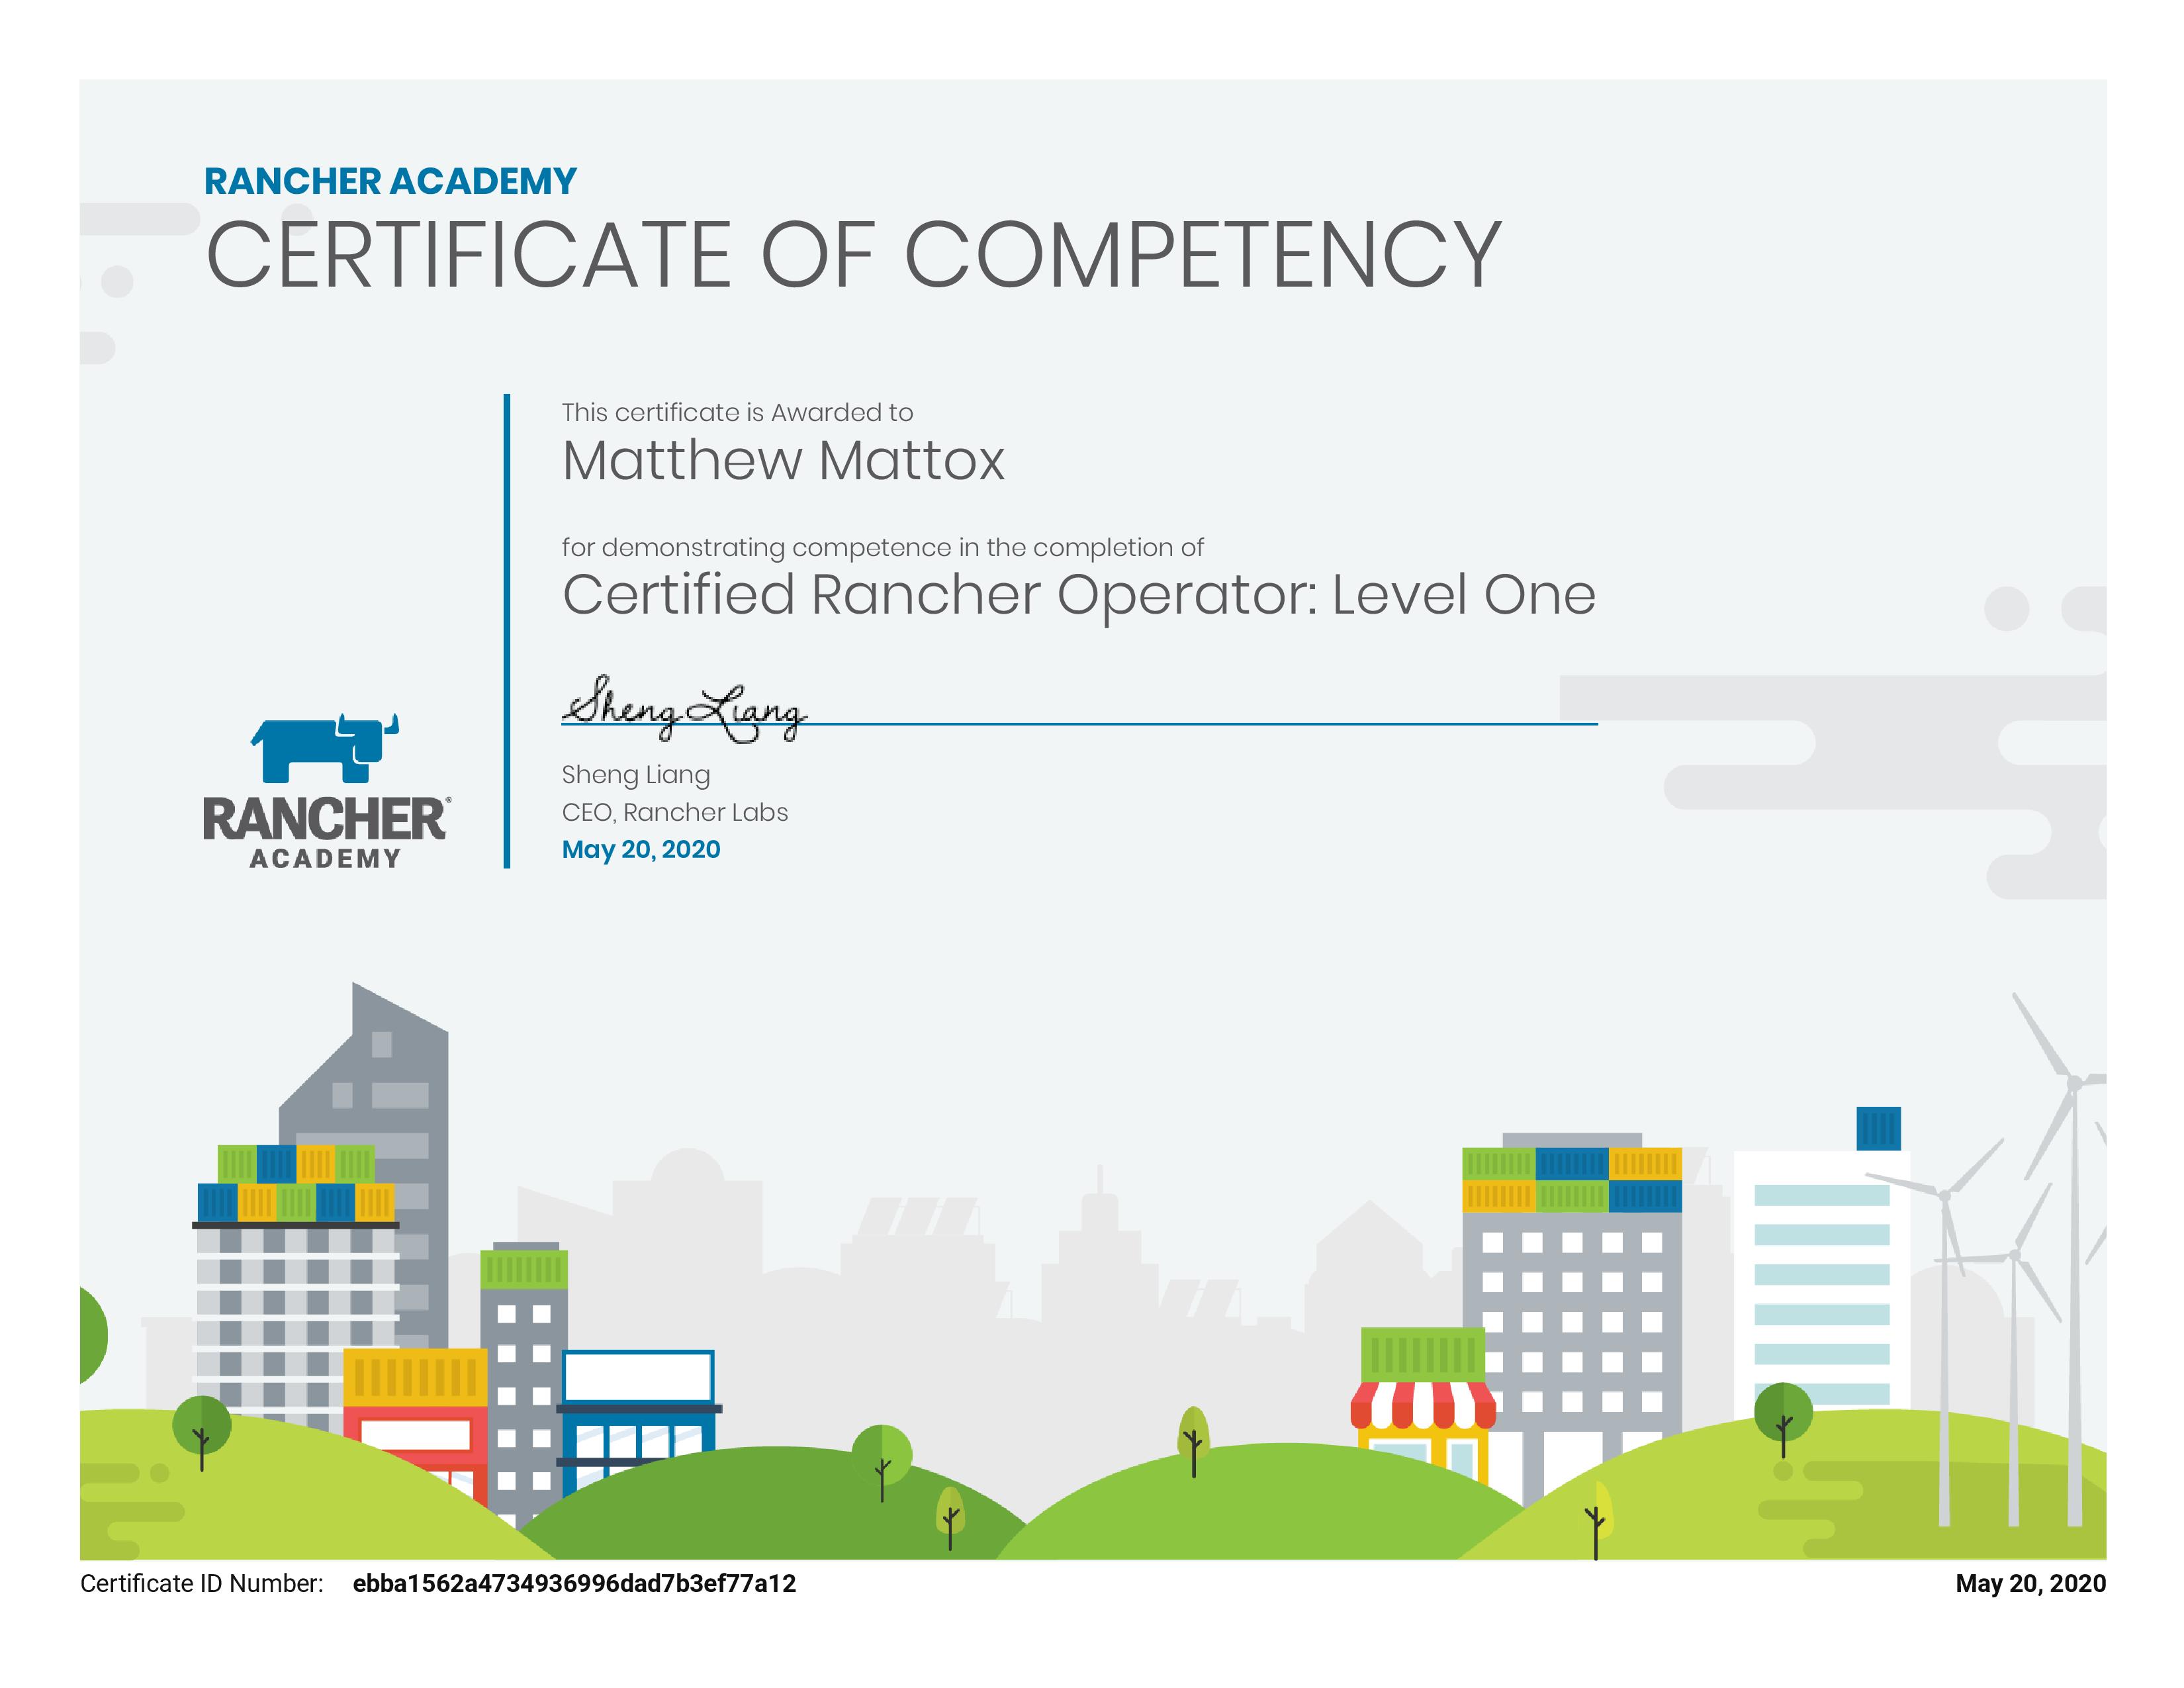 RANCHER ACADEMY
CERTIFICATE OF COMPETENCY
This certificate is Awarded to
Matthew Mattox
for demonstrating competence in the completion of
Certified Rancher Operator: Level One
Sheng Liang
Sheng Liang
CEO, Rancher Labs
May 20, 2020
RANCHER®
ACADEMY
Certificate ID Number: ebba1562a4734936996dad7b3ef77a12
May 20, 2020